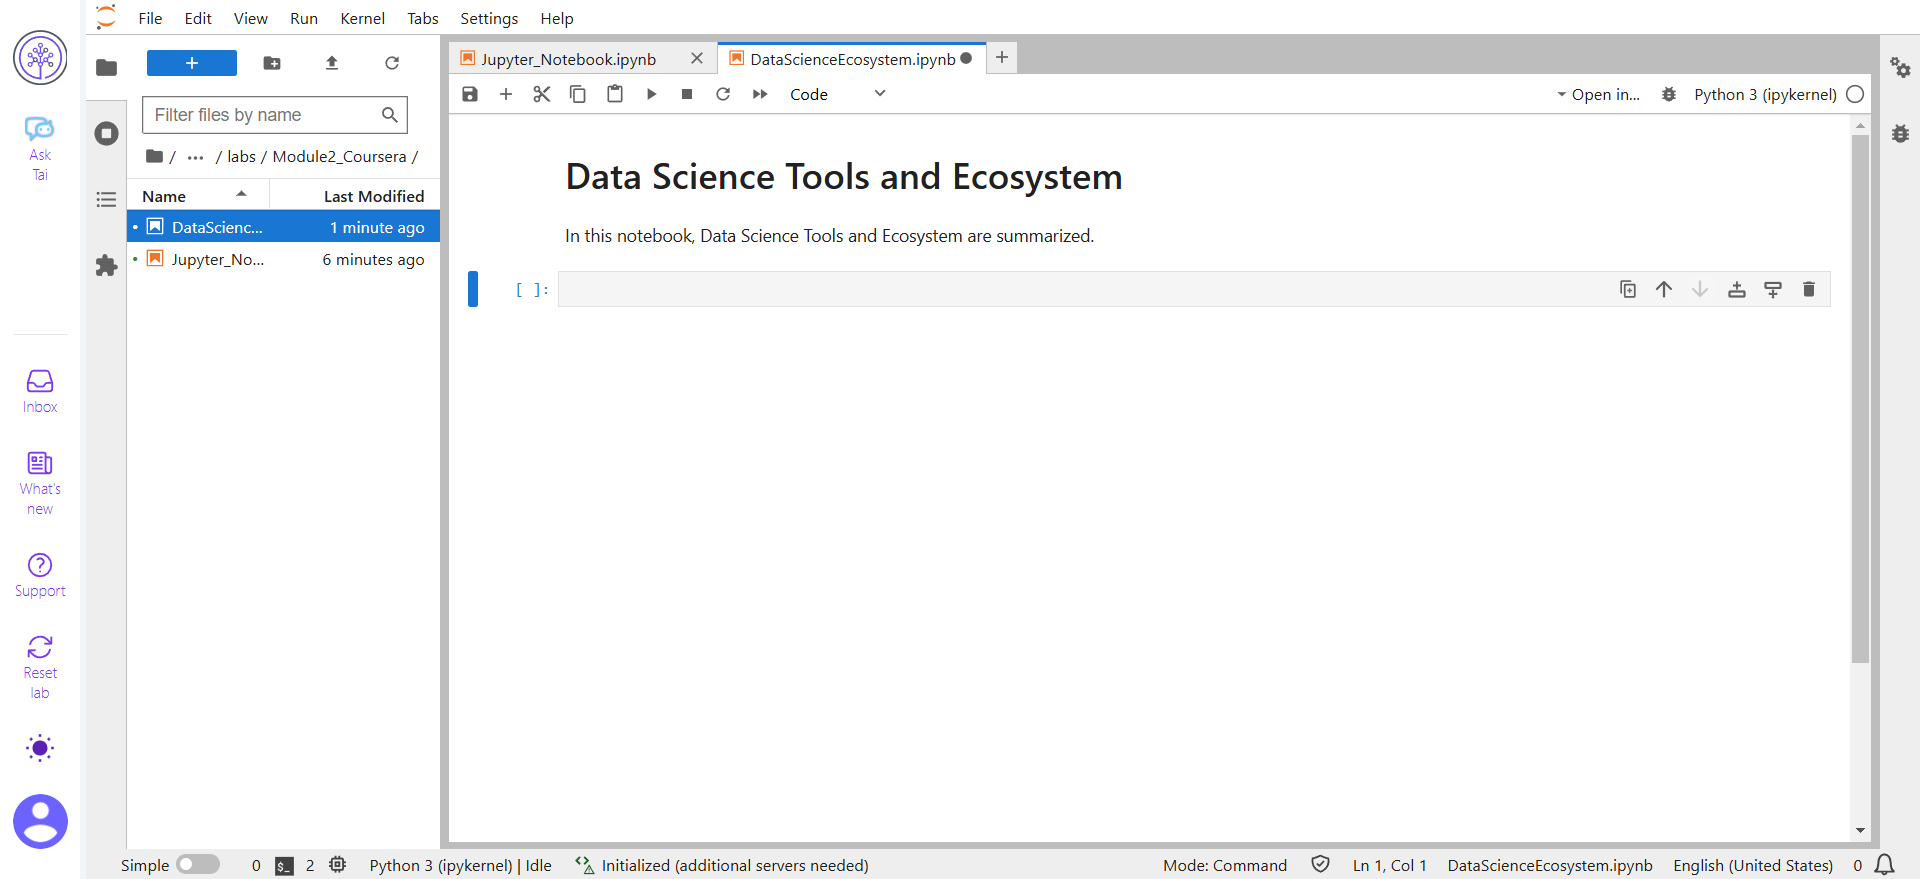 File Edit View Run Kernel Tabs Settings Help
Ask
Tai
Inbox
What's
new
Support
Reset
lab
Filter files by name
/ ... / labs / Module2_Coursera /
Name Last Modified
DataScienc... 1 minute ago
Jupyter_No... 6 minutes ago
Jupyter_Notebook.ipynb
DataScienceEcosystem.ipynb
Code
Open in...
Python 3 (ipykernel)
Data Science Tools and Ecosystem
In this notebook, Data Science Tools and Ecosystem are summarized.
[ ]:
Simple 0 $_ 2 Python 3 (ipykernel) | Idle Initialized (additional servers needed) Mode: Command Ln 1, Col 1 DataScienceEcosystem.ipynb English (United States) 0